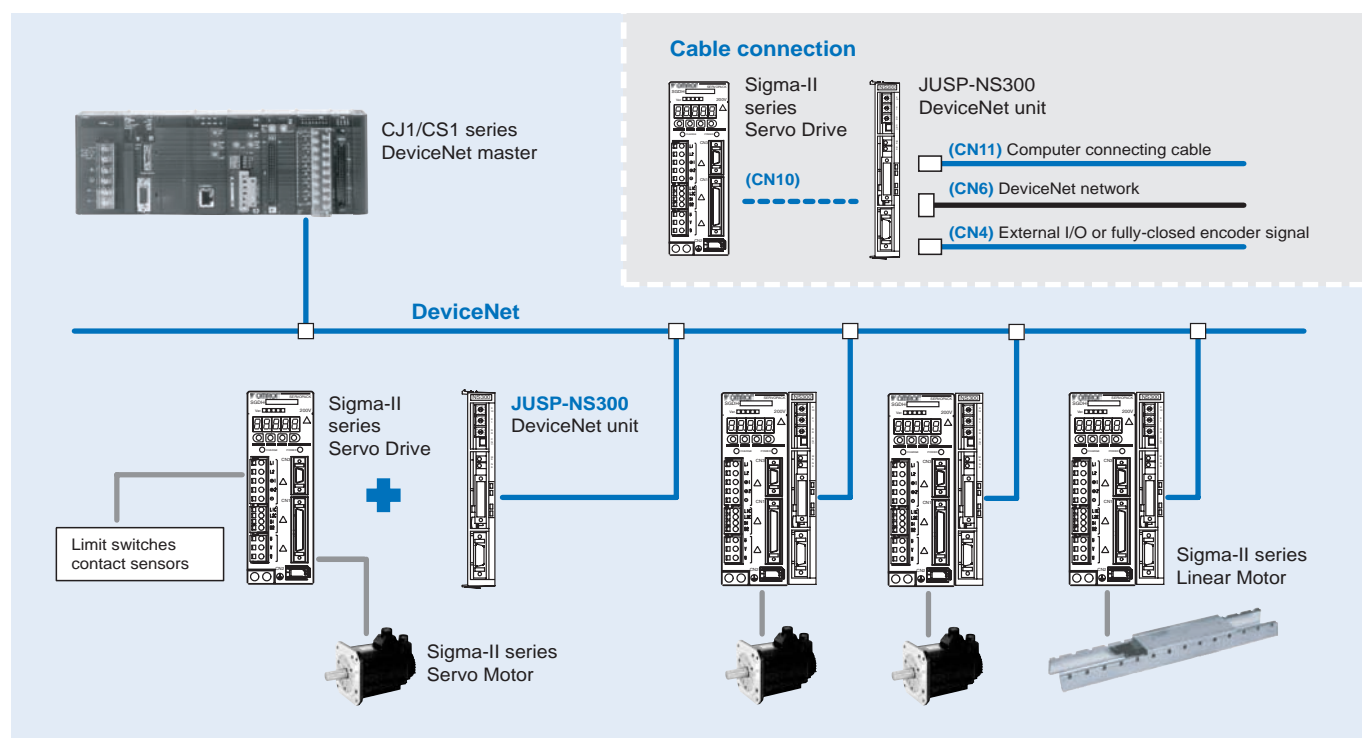 Cable connection
Sigma-II
series
Servo Drive
JUSP-NS300
DeviceNet unit
(CN10)
(CN11) Computer connecting cable
(CN6) DeviceNet network
(CN4) External I/O or fully-closed encoder signal
CJ1/CS1 series
DeviceNet master
DeviceNet
Sigma-II
series
Servo Drive
JUSP-NS300
DeviceNet unit
Limit switches
contact sensors
Sigma-II series
Servo Motor
Sigma-II series
Linear Motor